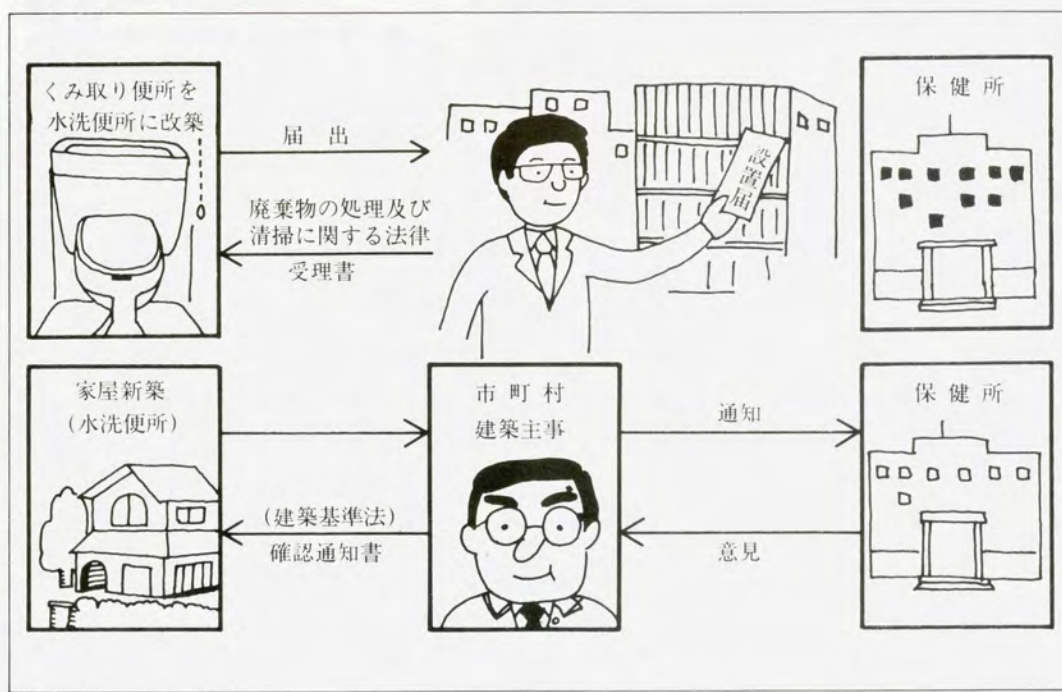 くみ取り便所を
水洗便所に改築
届出
廃棄物の処理及び
清掃に関する法律
受理書
設置届
保健所
家屋新築
(水洗便所)
(建築基準法)
確認通知書
市町村
建築主事
通知
意見
保健所